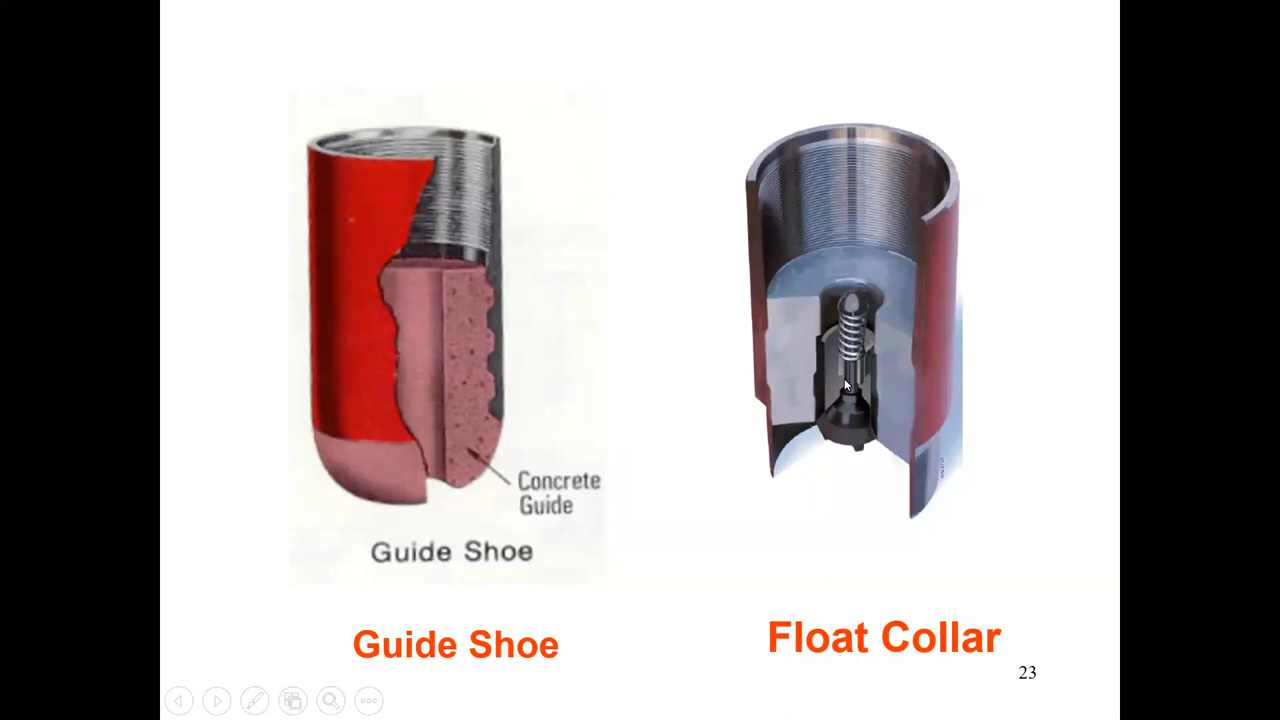 Concrete
Guide
Guide Shoe
Guide Shoe
Float Collar
23